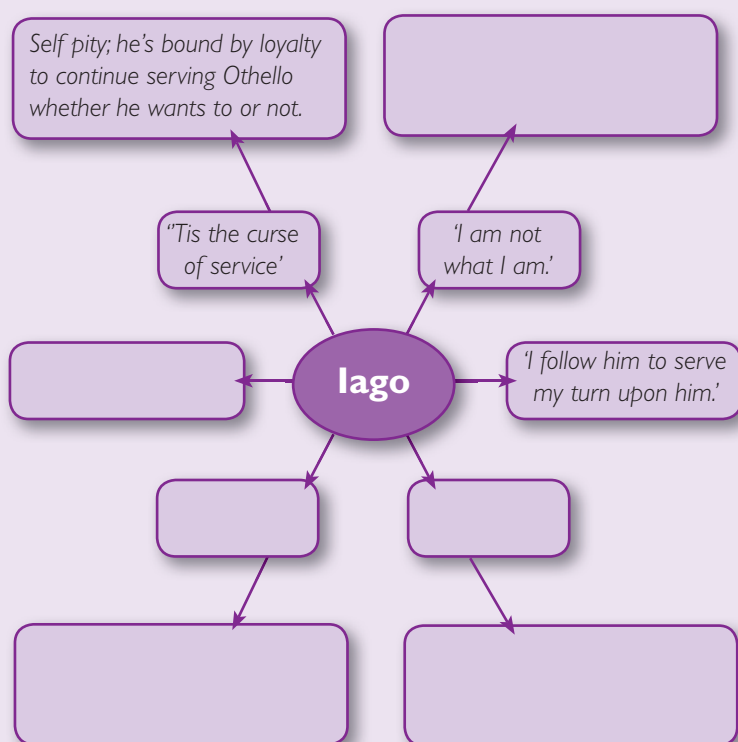 Self pity; he's bound by loyalty
to continue serving Othello
whether he wants to or not.
‘'Tis the curse
of service’
‘I am not
what I am.’
Iago
‘I follow him to serve
my turn upon him.’